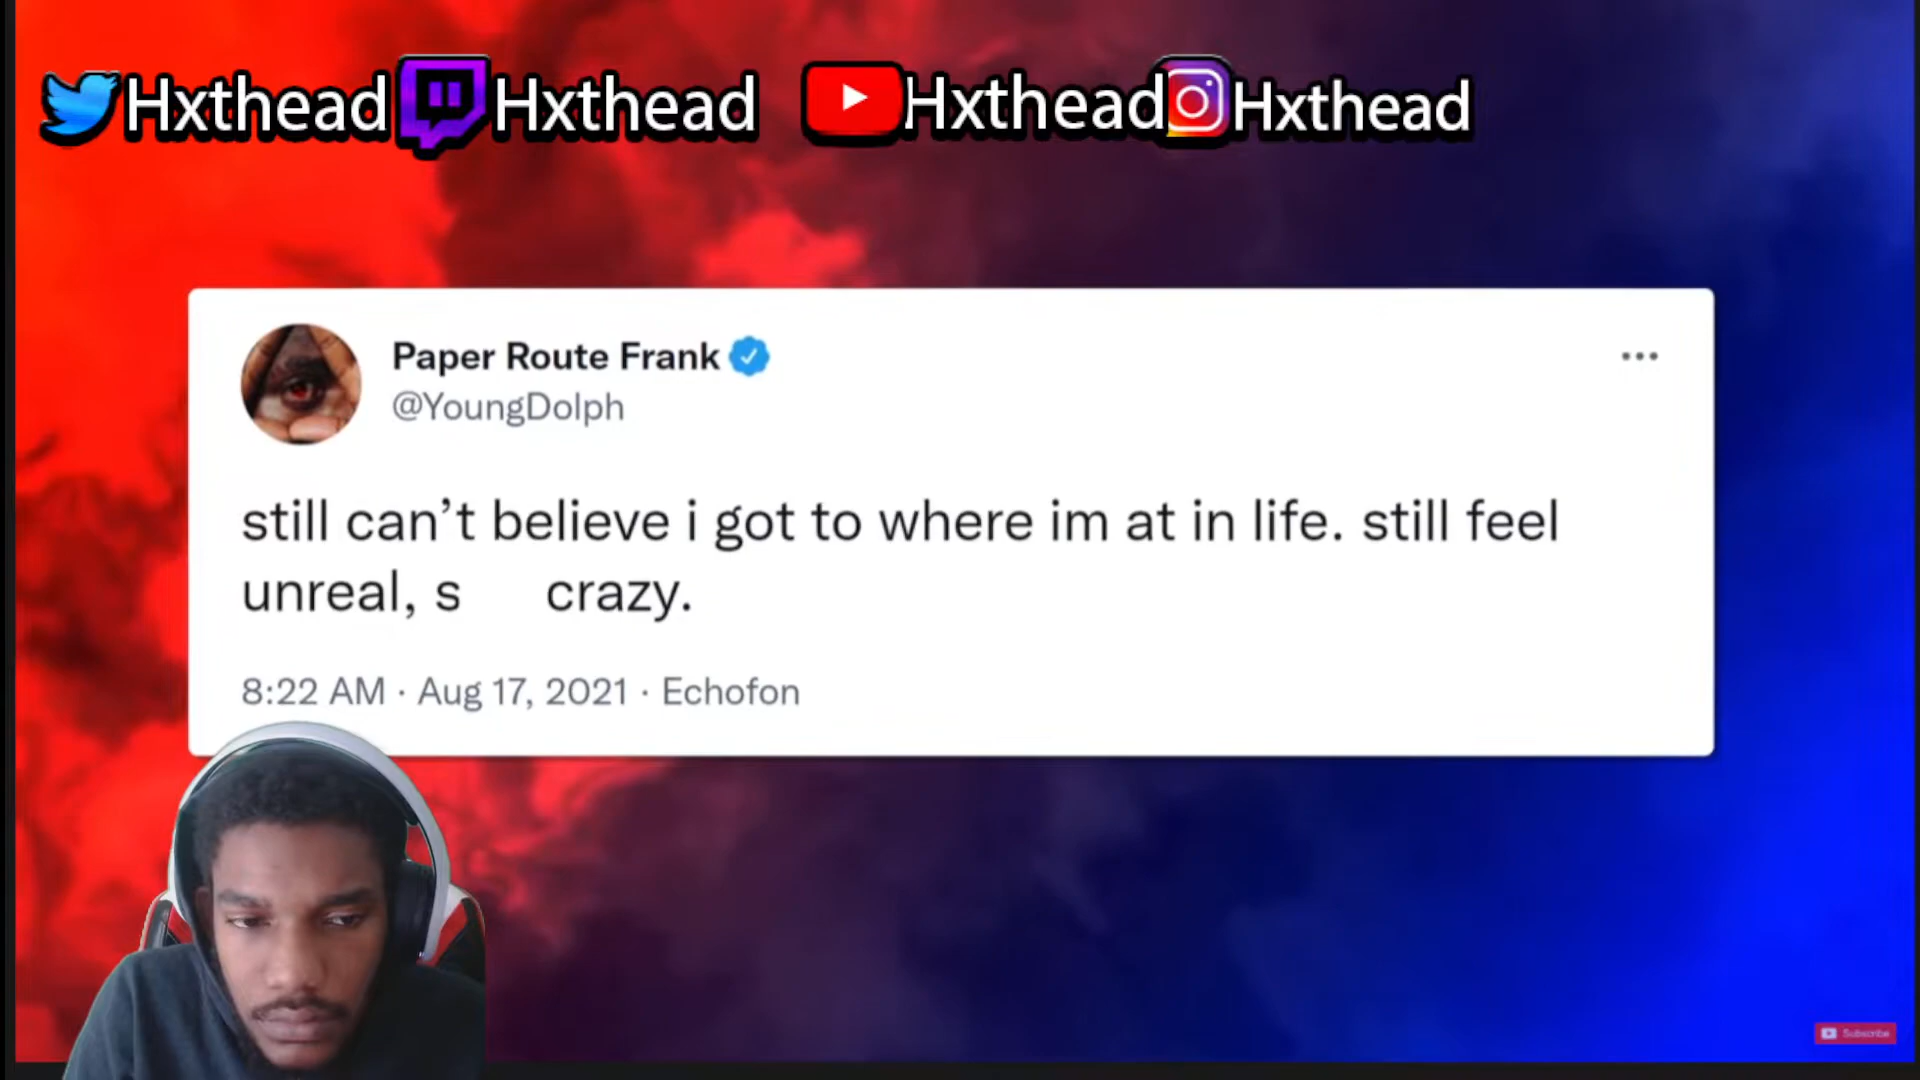 Hxthead Hxthead Hxthead Hxthead
Paper Route Frank
@YoungDolph
still can’t believe i got to where im at in life. still feel
unreal, s crazy.
8:22 AM · Aug 17, 2021 · Echofon
Subscribe